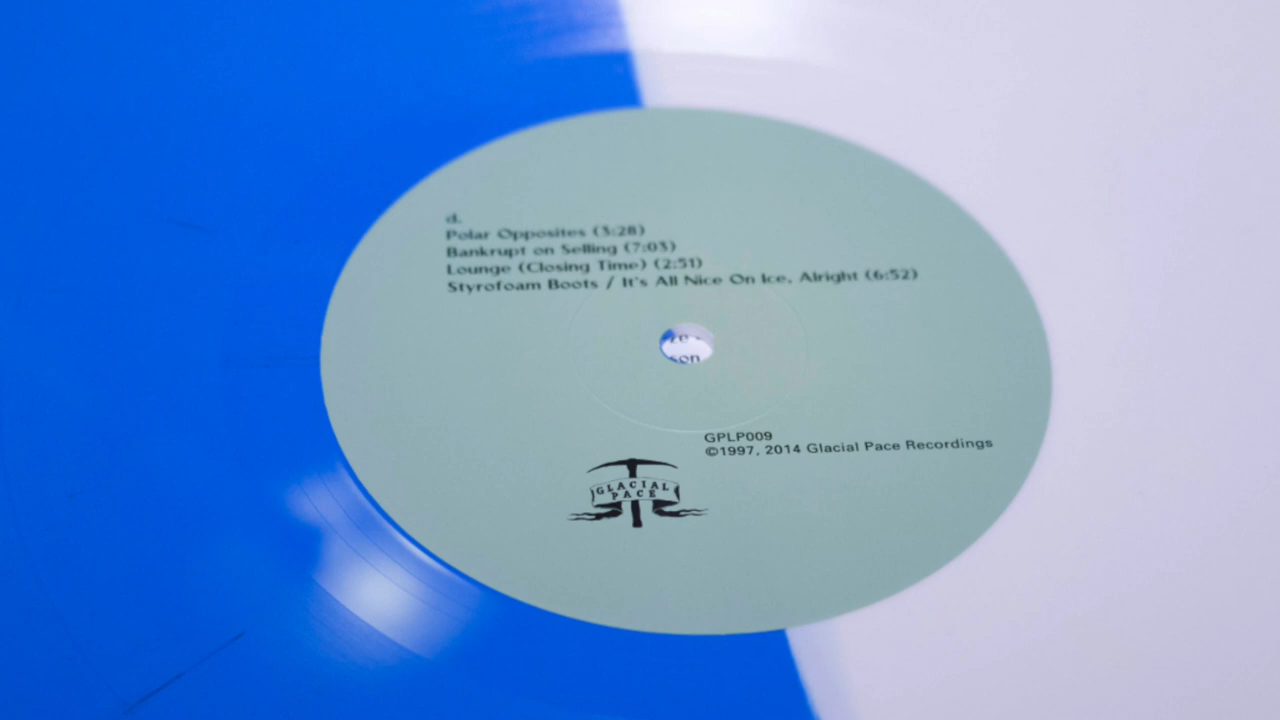 d.
Polar Opposites (3:28)
Bankrupt on Selling (7:03)
Lounge (Closing Time) (2:51)
Styrofoam Boots / It's All Nice On Ice, Alright (6:52)
son
GPLP009
©1997, 2014 Glacial Pace Recordings
GLACIAL
PACE